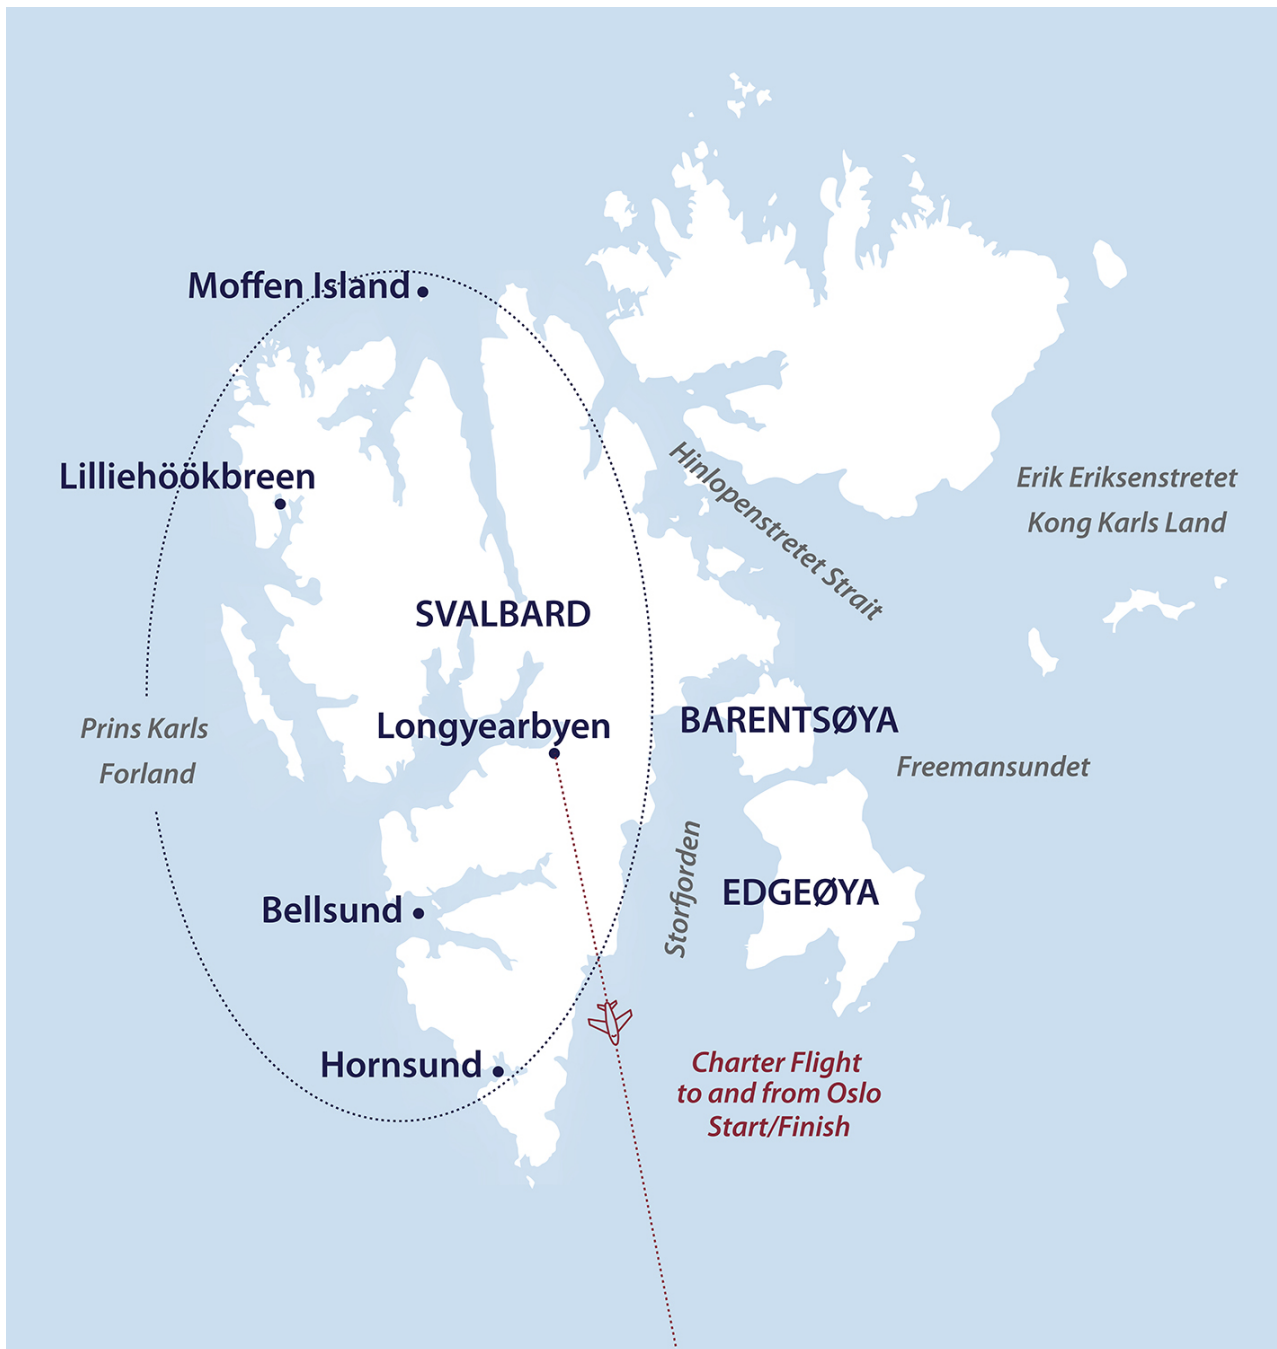 Moffen Island
Lilliehöökbreen
Hinlopenstretet Strait
Erik Eriksenstretet
Kong Karls Land
SVALBARD
Prins Karls
Forland
Longyearbyen
BARENTSØYA
Freemansundet
Storfjorden
EDGEØYA
Bellsund
Hornsund
Charter Flight
to and from Oslo
Start/Finish